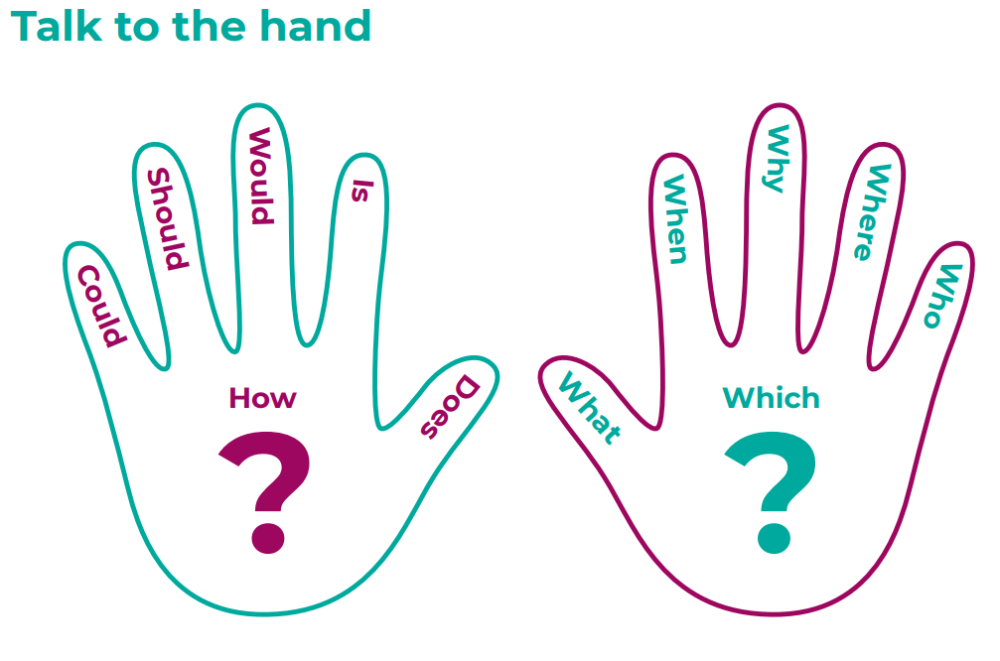 Talk to the hand
Could
Should
Would
Is
Does
How
?
What
When
Why
Where
Who
Which
?